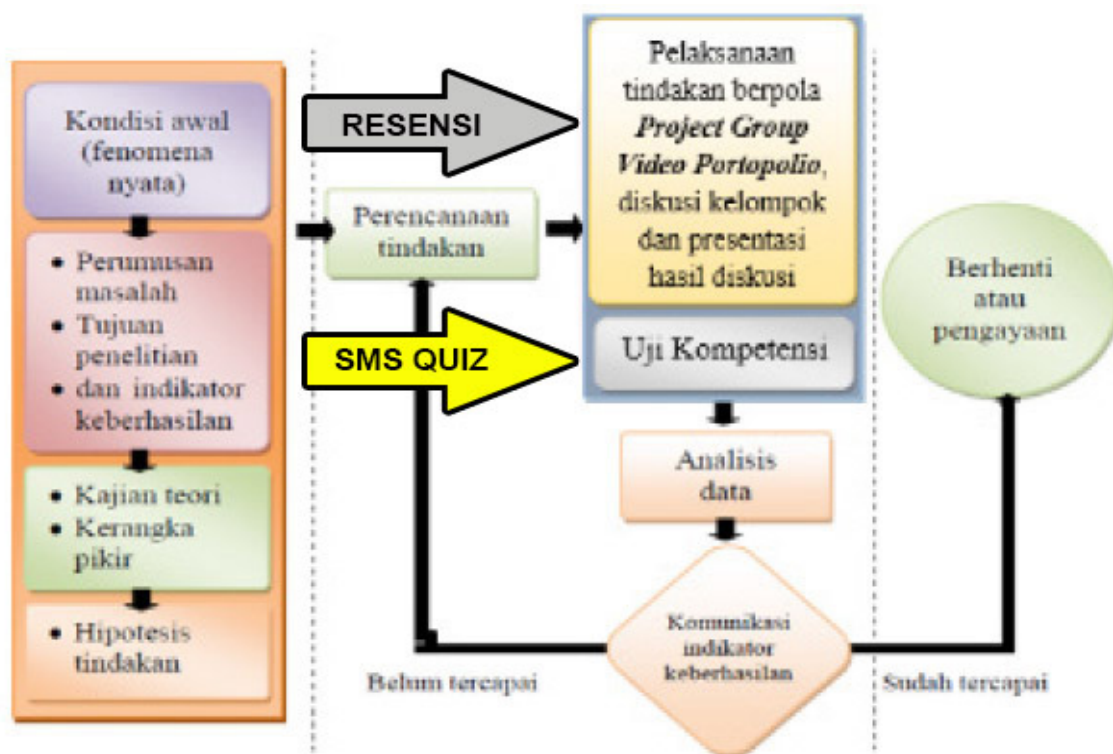 Kondisi awal
(fenomena
nyata)
• Perumusan
masalah
• Tujuan
penelitian
• dan indikator
keberhasilan
• Kajian teori
• Kerangka
pikir
• Hipotesis
tindakan
RESENSI
Perencanaan
tindakan
SMS QUIZ
Pelaksanaan
tindakan berpola
Project Group
Video Portopolio,
diskusi kelompok
dan presentasi
hasil diskusi
Uji Kompetensi
Analisis
data
Komunikasi
indikator
keberhasilan
Belum tercapai
Sudah tercapai
Berhenti
atau
pengayaan